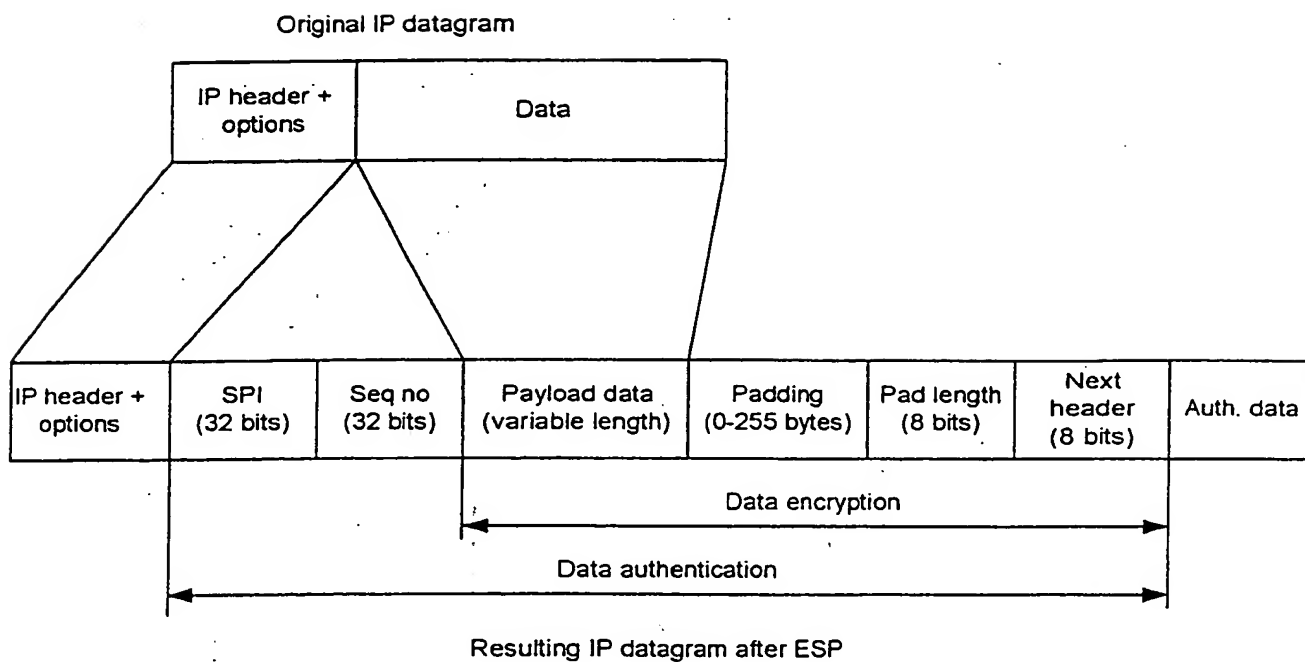 Original IP datagram
IP header +
options
Data
IP header +
options
SPI
(32 bits)
Seq no
(32 bits)
Payload data
(variable length)
Padding
(0-255 bytes)
Pad length
(8 bits)
Next
header
(8 bits)
Auth. data
Data encryption
Data authentication
Resulting IP datagram after ESP